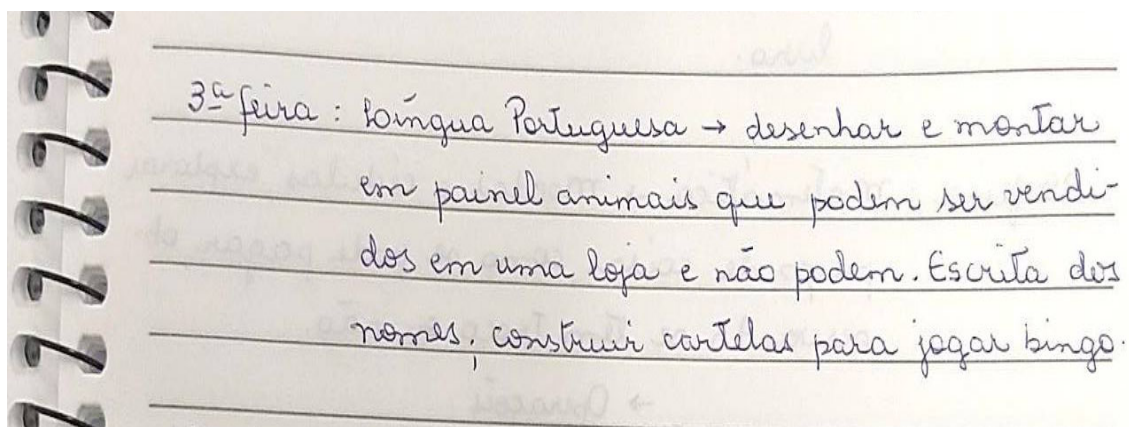 3ª feira: Língua Portuguesa → desenhar e montar
em painel animais que podem ser vendi-
dos em uma loja e não podem. Escrita dos
nomes; construir cartelas para jogar bingo.